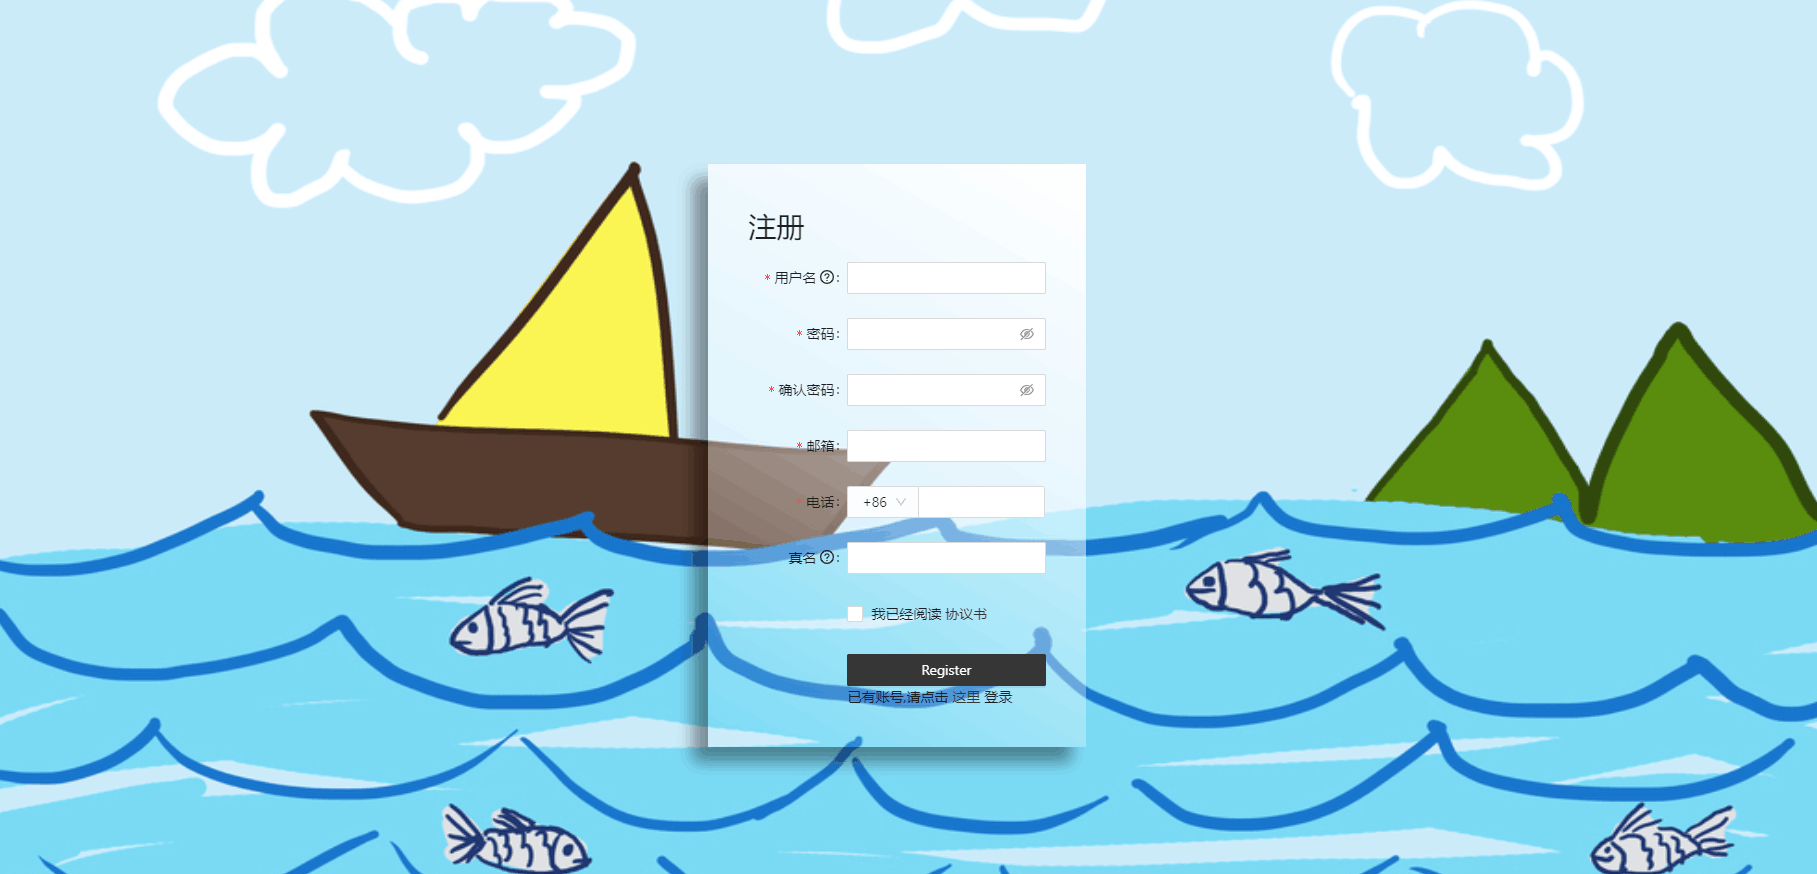 注册
* 用户名 ? :
* 密码 :
* 确认密码 :
* 邮箱 :
* 电话 : +86
真名 ? :
我已经阅读 协议书
Register
已有账号,请点击 这里 登录